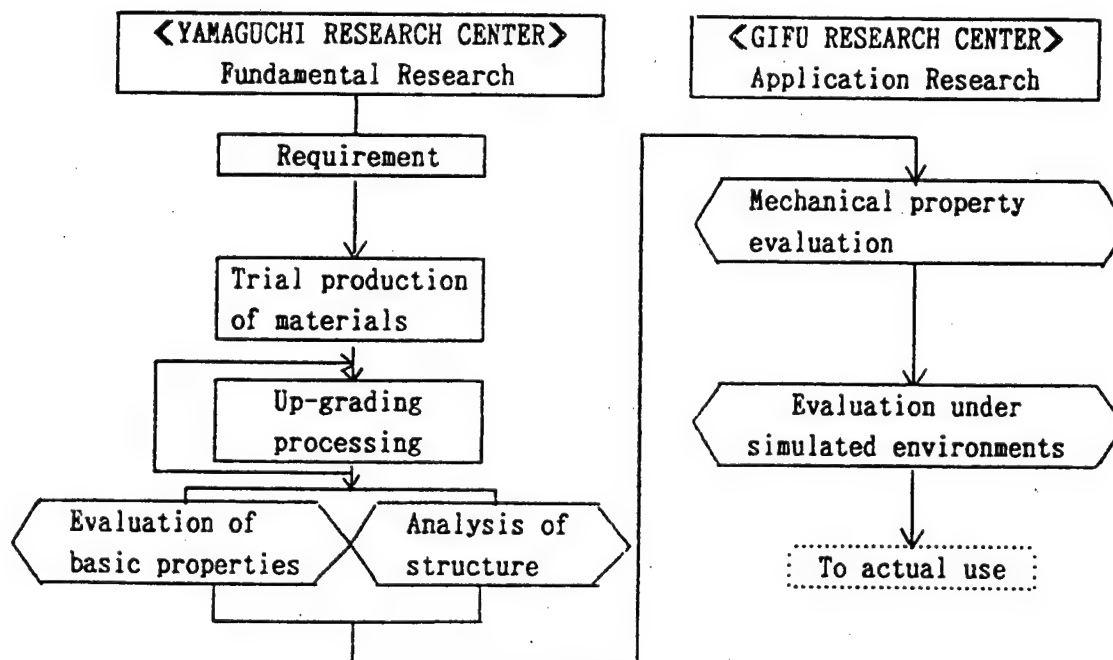 <YAMAGUCHI RESEARCH CENTER>
Fundamental Research
Requirement
Trial production
of materials
Up-grading
processing
Evaluation of
basic properties
Analysis of
structure
<GIFU RESEARCH CENTER>
Application Research
Mechanical property
evaluation
Evaluation under
simulated environments
To actual use